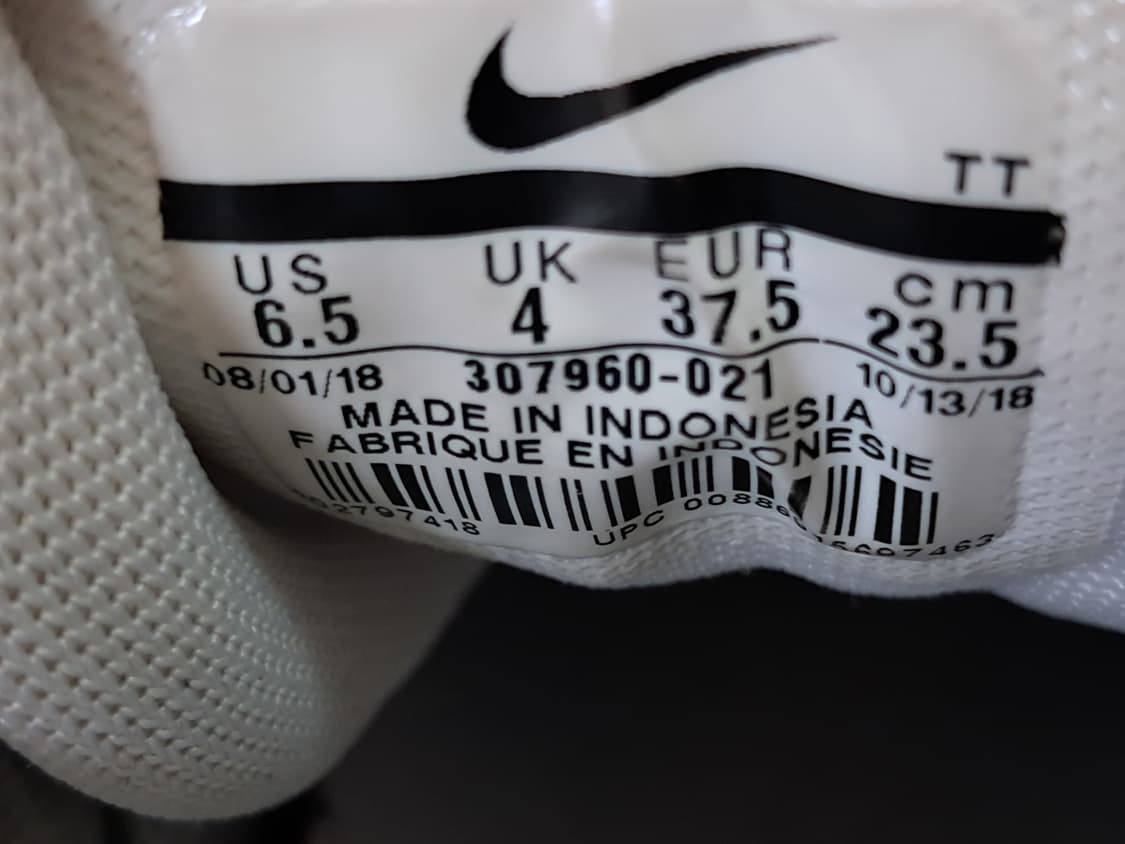 TT
US UK EUR cm
6.5 4 37.5 23.5
08/01/18 307960-021 10/13/18
MADE IN INDONESIA
FABRIQUE EN INDONESIE
UPC